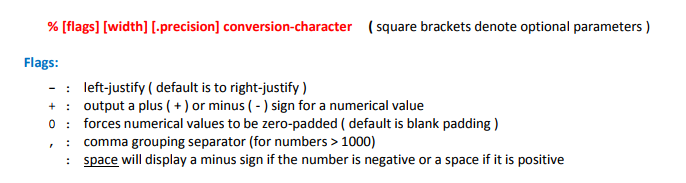 % [flags] [width] [.precision] conversion-character ( square brackets denote optional parameters )
Flags:
- : left-justify ( default is to right-justify )
+ : output a plus ( + ) or minus ( - ) sign for a numerical value
0 : forces numerical values to be zero-padded ( default is blank padding )
, : comma grouping separator (for numbers > 1000)
: space will display a minus sign if the number is negative or a space if it is positive